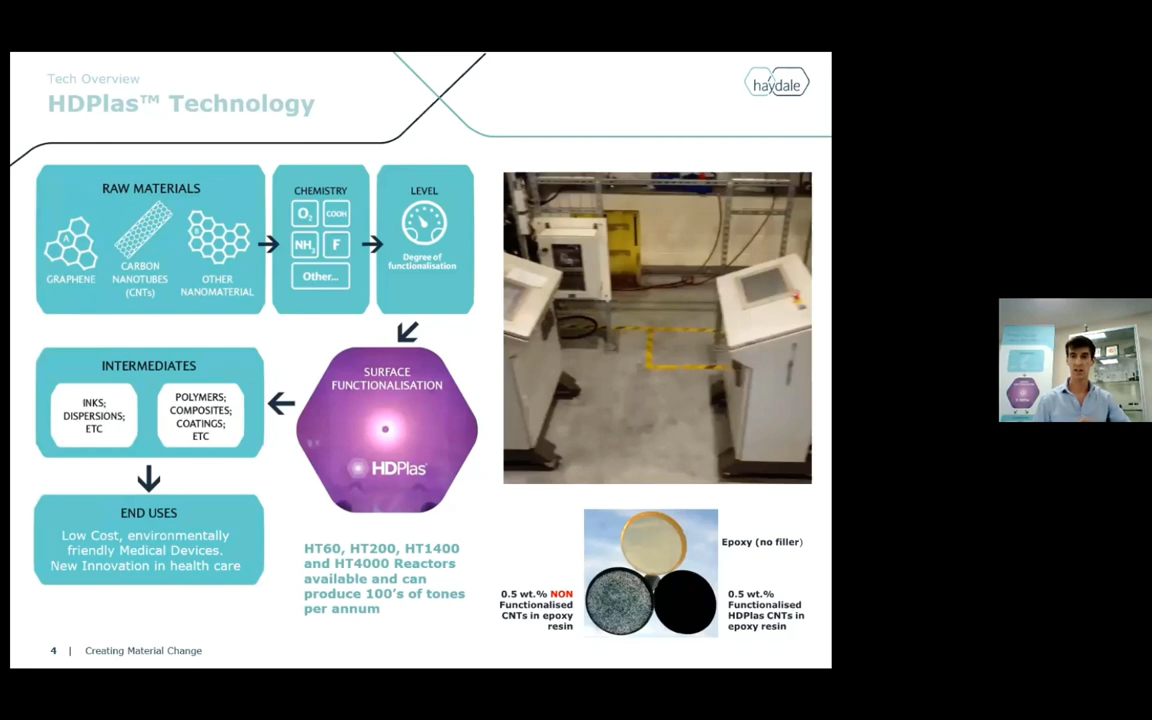 Tech Overview
HDPlas™ Technology
haydale
RAW MATERIALS
A
B
GRAPHENE
CARBON
NANOTUBES
(CNTs)
OTHER
NANOMATERIAL
CHEMISTRY
O₂
COOH
NH₂
F
Other...
LEVEL
Degree of
functionalisation
SURFACE
FUNCTIONALISATION
HDPlas®
INTERMEDIATES
INKS;
DISPERSIONS;
ETC
POLYMERS;
COMPOSITES;
COATINGS;
ETC
END USES
Low Cost, environmentally
friendly Medical Devices.
New Innovation in health care
HT60, HT200, HT1400
and HT4000 Reactors
available and can
produce 100's of tones
per annum
Epoxy (no filler)
0.5 wt.% NON
Functionalised
CNTs in epoxy
resin
0.5 wt.%
Functionalised
HDPlas CNTs in
epoxy resin
4 | Creating Material Change